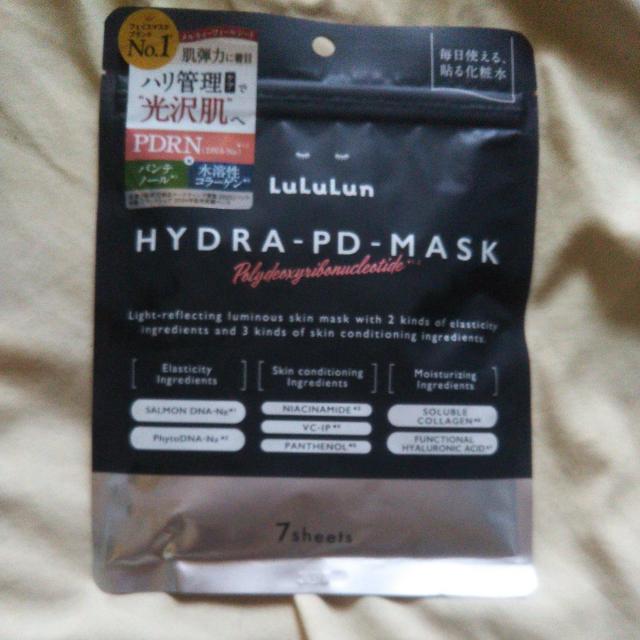 フェイスマスク
ブランド
No.1
肌弾力に着目
ハリ管理ケアで
"光沢肌"へ
PDRN
(DNA-Na)
パンテノール
水溶性
コラーゲン
毎日使える、
貼る化粧水
LuLuLun
HYDRA-PD-MASK
Polydeoxyribonucleotide
Light-reflecting luminous skin mask with 2 kinds of elasticity
ingredients and 3 kinds of skin conditioning ingredients.
Elasticity
Ingredients
SALMON DNA-Na
PhytoDNA-Na
Skin conditioning
Ingredients
NIACINAMIDE
VC-IP
PANTHENOL
Moisturizing
Ingredients
SOLUBLE
COLLAGEN
FUNCTIONAL
HYALURONIC ACID
7sheets